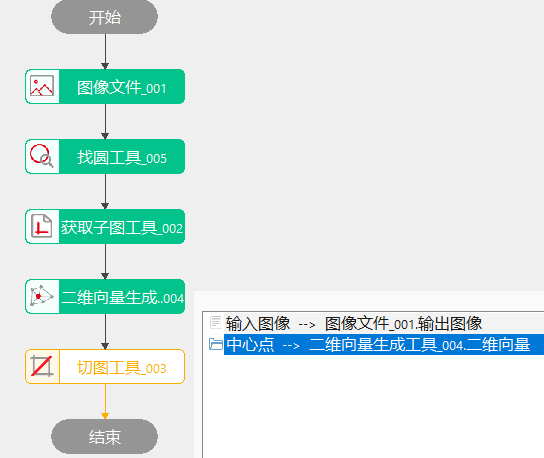 开始
图像文件_001
找圆工具_005
获取子图工具_002
二维向量生成..004
切图工具_003
结束
输入图像 --> 图像文件_001.输出图像
中心点 --> 二维向量生成工具_004.二维向量